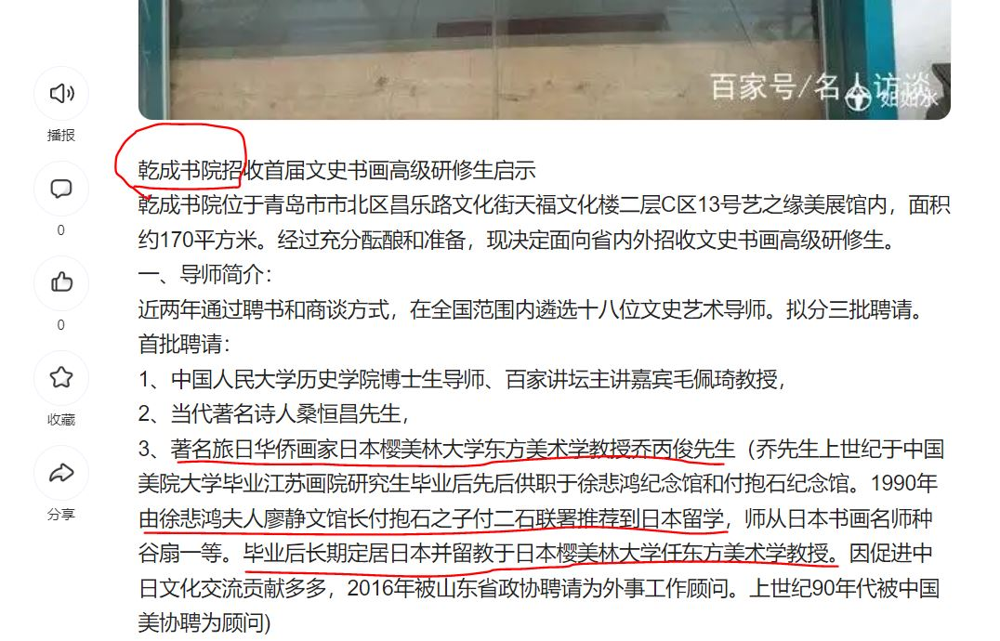 百家号/名人访谈
如如水
播报
0
0
收藏
分享
乾成书院招收首届文史书画高级研修生启示
乾成书院位于青岛市市北区昌乐路文化街天福文化楼二层C区13号艺之缘美展馆内，面积
约170平方米。经过充分酝酿和准备，现决定面向省内外招收文史书画高级研修生。
一、导师简介：
近两年通过聘书和商谈方式，在全国范围内遴选十八位文史艺术导师。拟分三批聘请。
首批聘请：
1、中国人民大学历史学院博士生导师、百家讲坛主讲嘉宾毛佩琦教授，
2、当代著名诗人桑恒昌先生，
3、著名旅日华侨画家日本樱美林大学东方美术学教授乔丙俊先生（乔先生上世纪于中国
美院大学毕业江苏画院研究生毕业后先后供职于徐悲鸿纪念馆和付抱石纪念馆。1990年
由徐悲鸿夫人廖静文馆长付抱石之子付二石联署推荐到日本留学，师从日本书画名师种
谷扇一等。毕业后长期定居日本并留教于日本樱美林大学任东方美术学教授。因促进中
日文化交流贡献多多，2016年被山东省政协聘请为外事工作顾问。上世纪90年代被中国
美协聘为顾问)